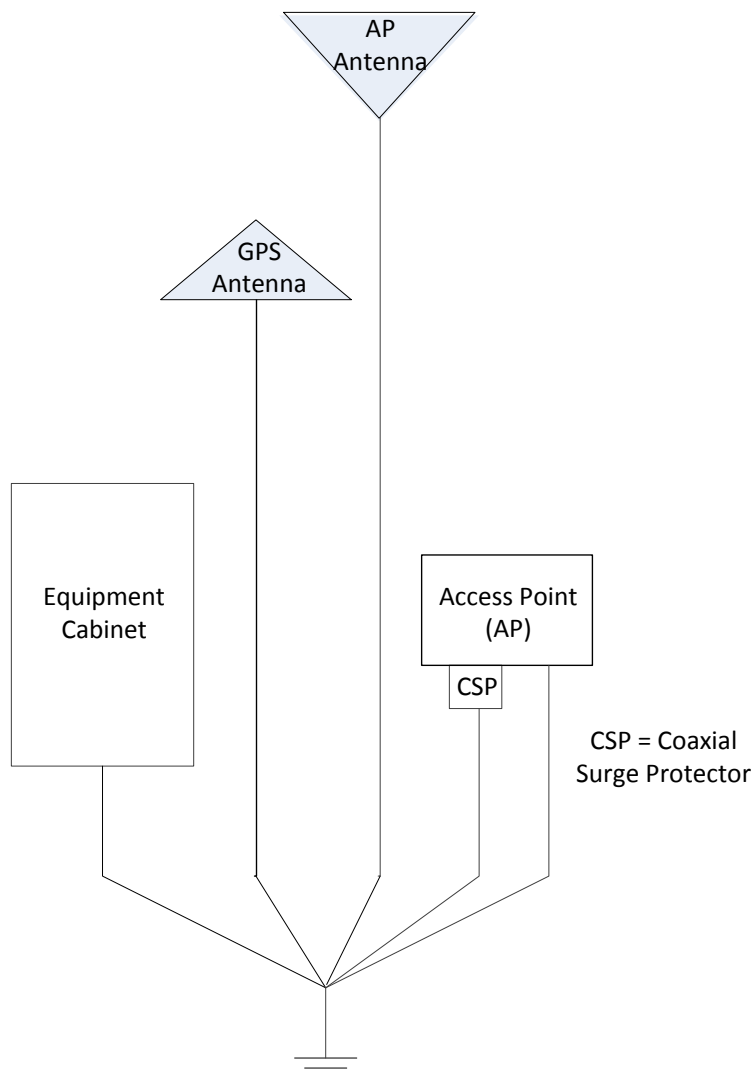 AP
Antenna
GPS
Antenna
Equipment
Cabinet
Access Point
(AP)
CSP
CSP = Coaxial
Surge Protector